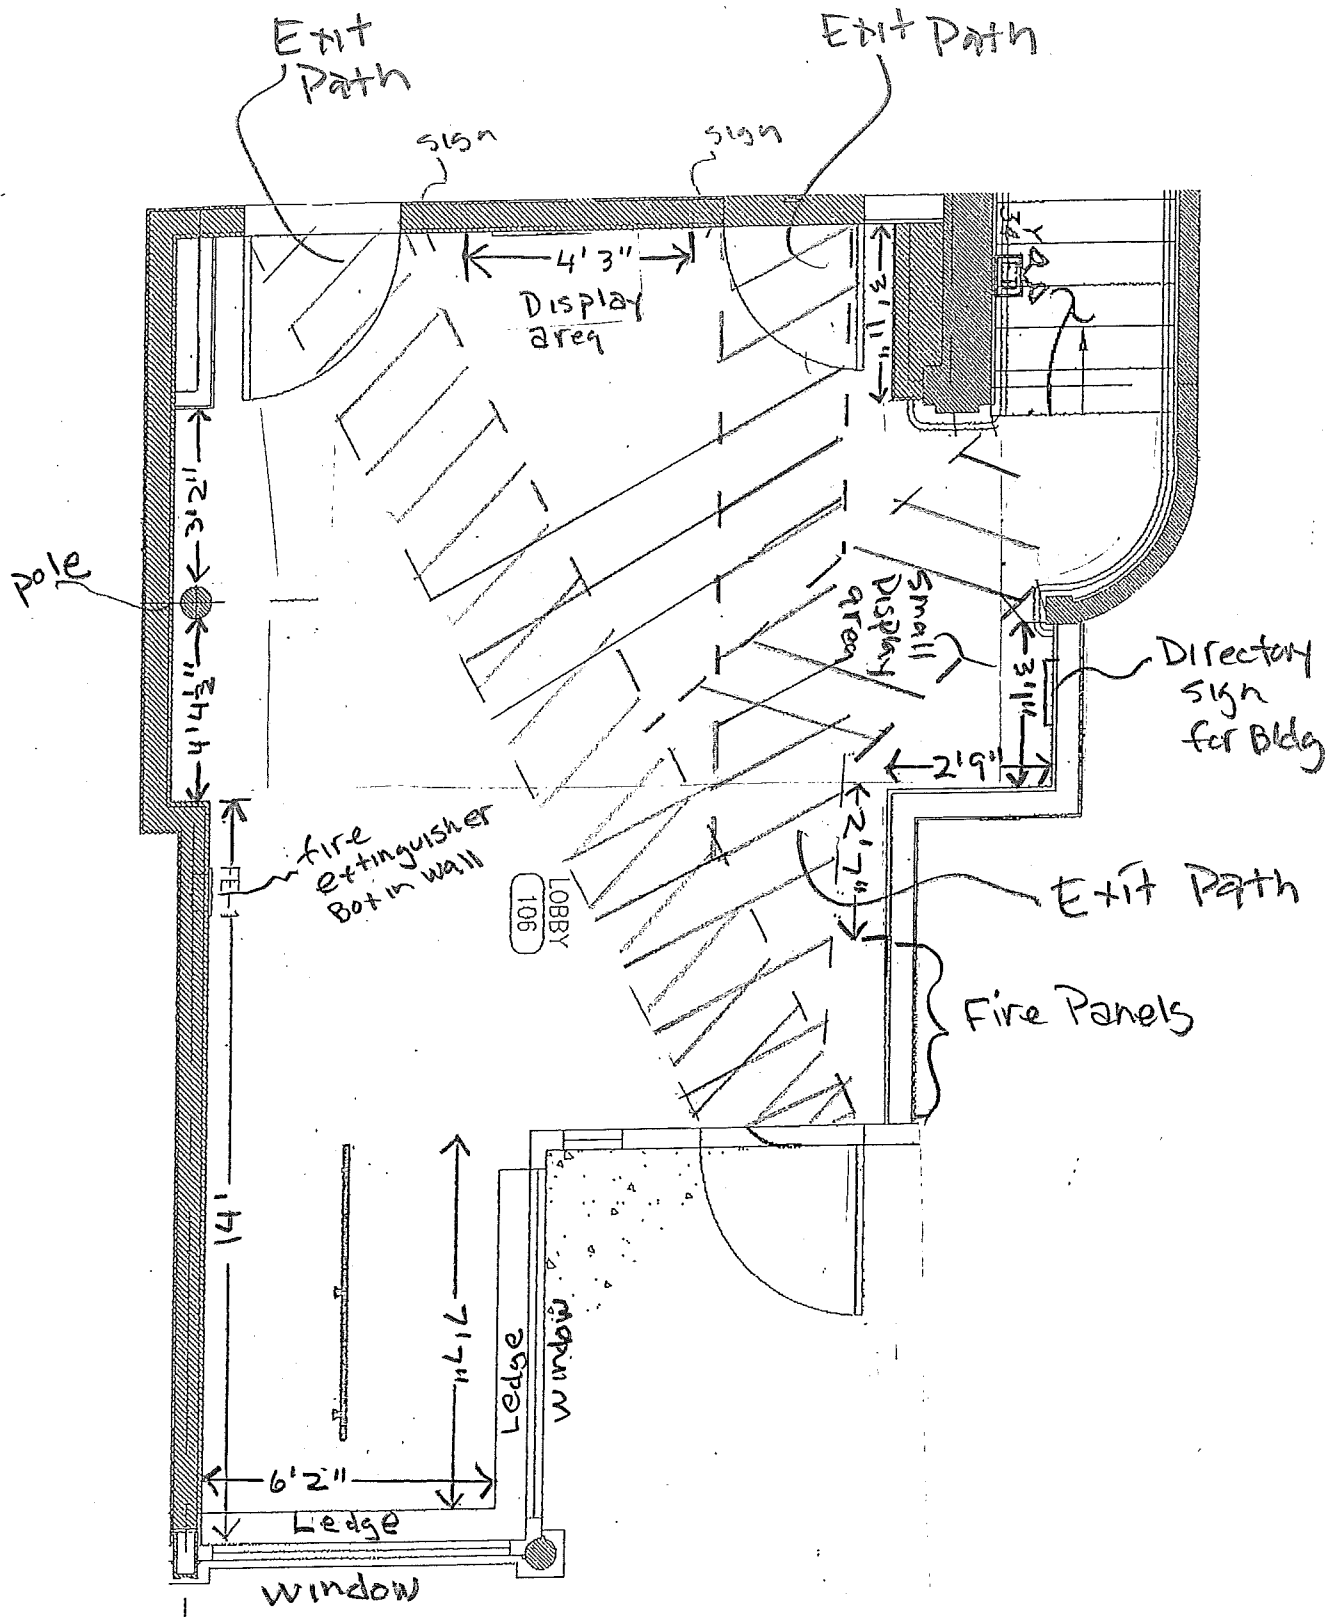 Exit
Path
Exit Path
sign
sign
4'3"
Display
area
3'11"
3'2"
pole
4'4½"
small
Display
area
3'11"
Directory
sign
for Bldg
2'9"
2'7"
fire
extinguisher
Box in wall
FE-1
LOBBY
106
Exit Path
Fire Panels
14'
7'7"
Ledge
window
6'2"
Ledge
window